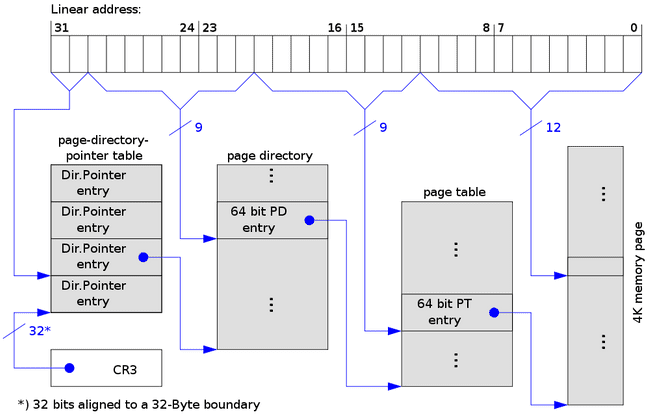 Linear address:
31 24 23 16 15 8 7 0
9 9 12
page-directory-
pointer table
page directory
page table
Dir.Pointer
entry
Dir.Pointer
entry
Dir.Pointer
entry
Dir.Pointer
entry
64 bit PD
entry
64 bit PT
entry
4K memory page
32*
CR3
*) 32 bits aligned to a 32-Byte boundary